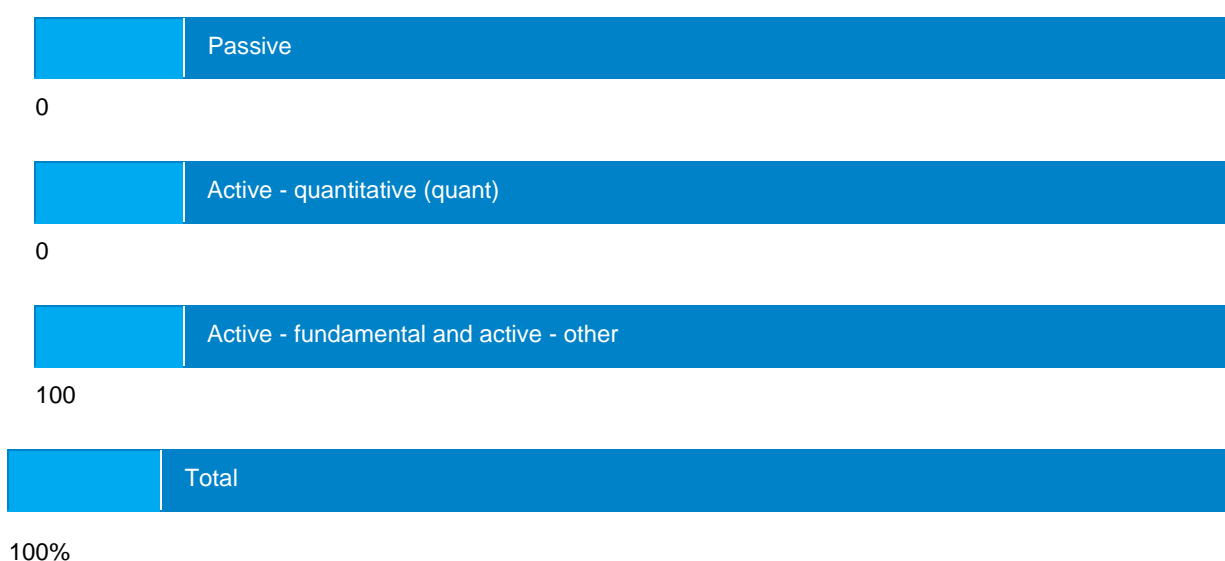 Passive
0
Active - quantitative (quant)
0
Active - fundamental and active - other
100
Total
100%